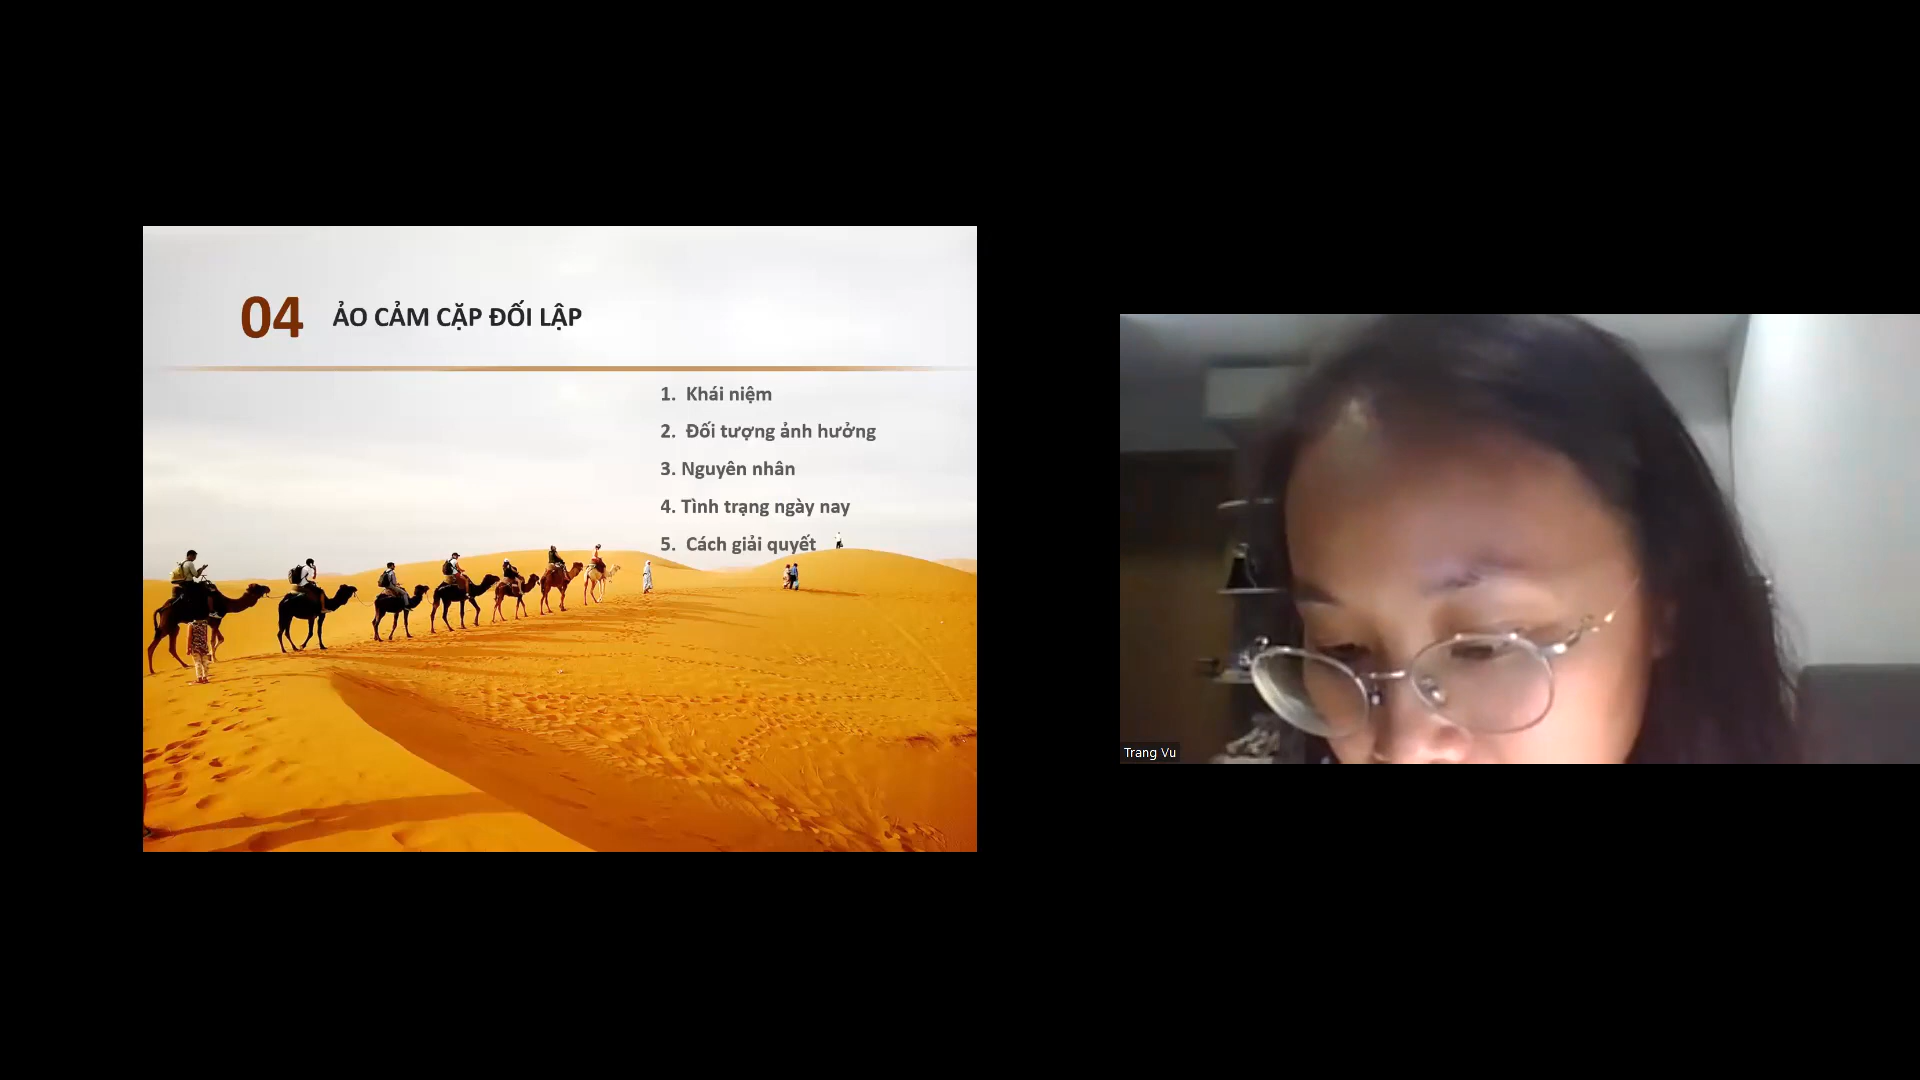 04 ẢO CẢM CẶP ĐỐI LẬP
1. Khái niệm
2. Đối tượng ảnh hưởng
3. Nguyên nhân
4. Tình trạng ngày nay
5. Cách giải quyết
Trang Vu